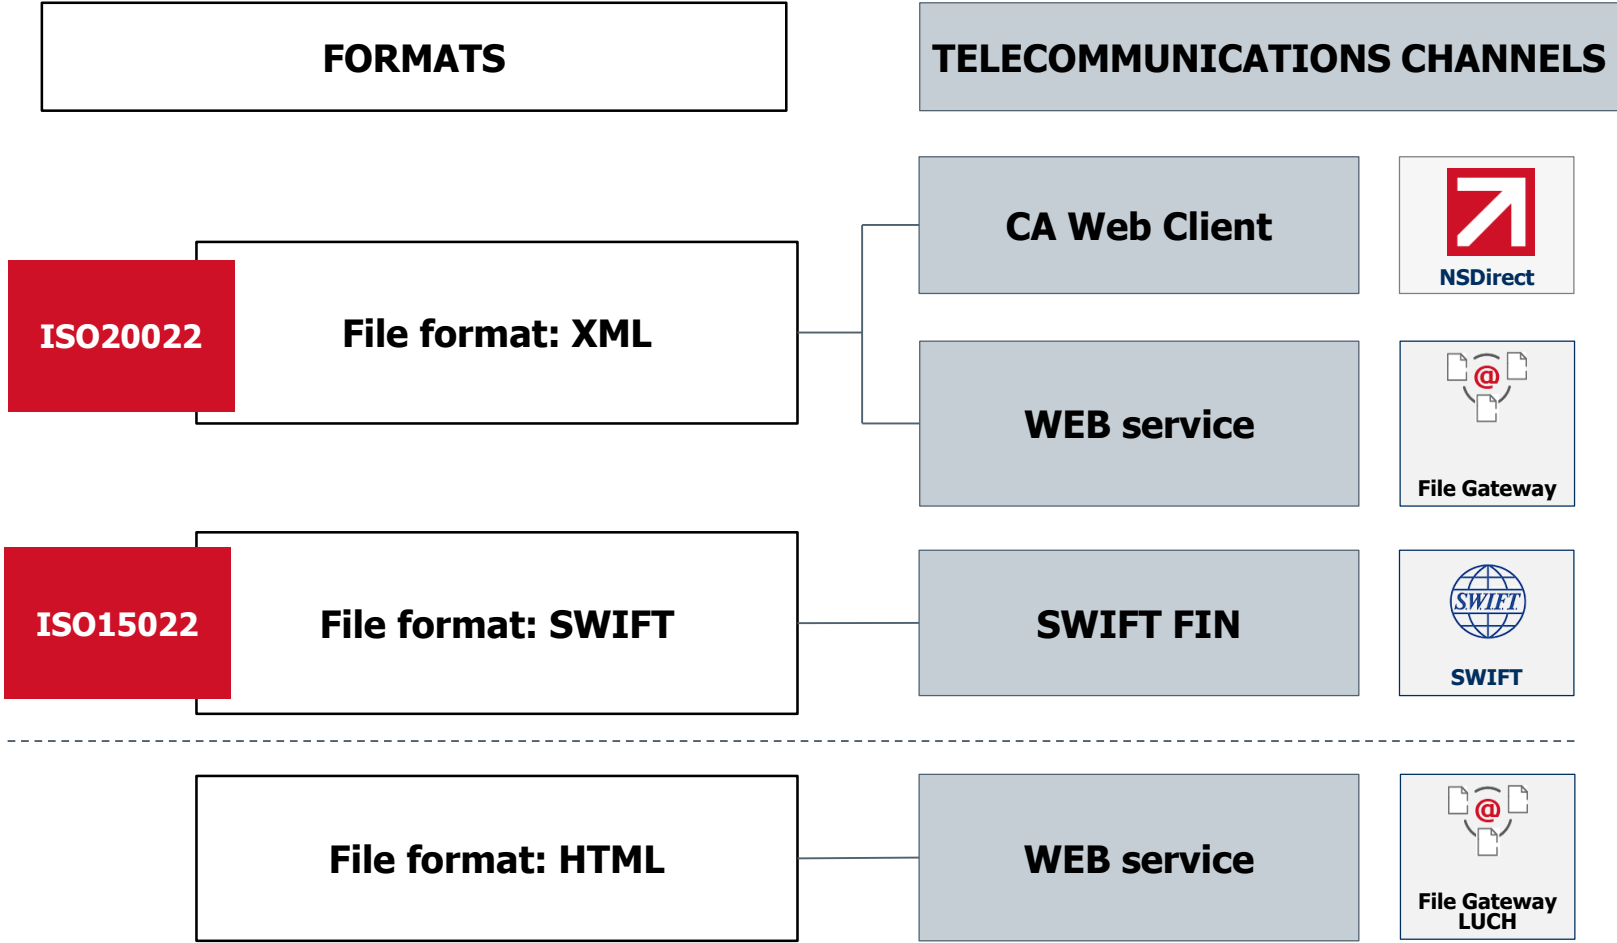 FORMATS
TELECOMMUNICATIONS CHANNELS
ISO20022
File format: XML
CA Web Client
NSDirect
WEB service
@
File Gateway
ISO15022
File format: SWIFT
SWIFT FIN
S.W.I.F.T.
SWIFT
File format: HTML
WEB service
@
File Gateway
LUCH